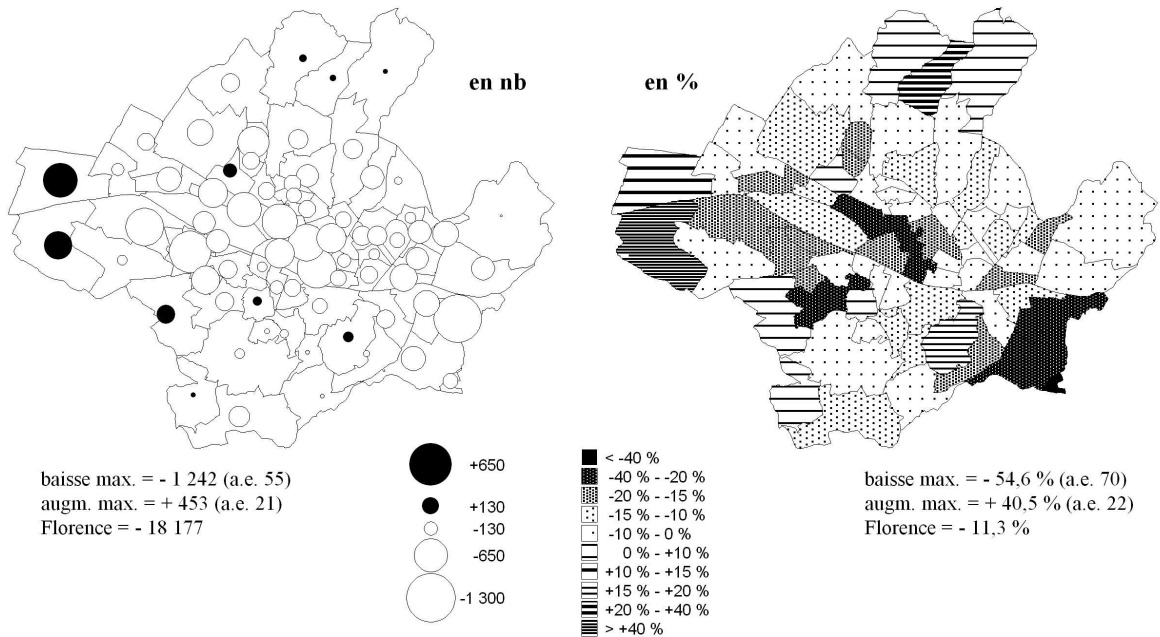 en nb
en %
baisse max. = - 1 242 (a.e. 55)
augm. max. = + 453 (a.e. 21)
Florence = - 18 177
+650
+130
-130
-650
-1 300
< -40 %
-40 % - -20 %
-20 % - -15 %
-15 % - -10 %
-10 % - 0 %
0 % - +10 %
+10 % - +15 %
+15 % - +20 %
+20 % - +40 %
> +40 %
baisse max. = - 54,6 % (a.e. 70)
augm. max. = + 40,5 % (a.e. 22)
Florence = - 11,3 %